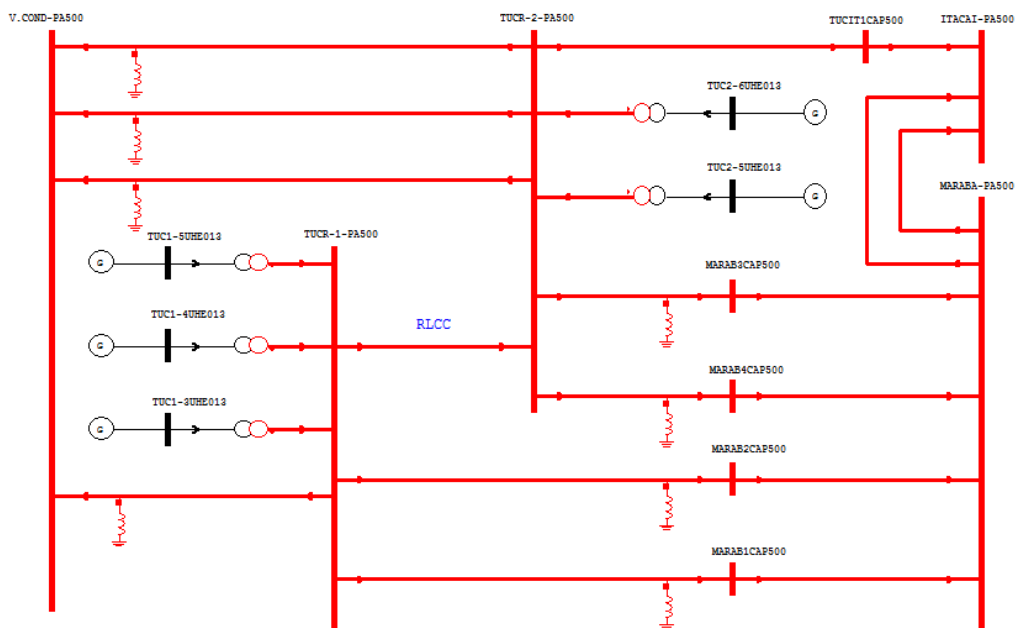 V.COND-PA500
TUCR-2-PA500
TUCIT1CAP500
ITACAI-PA500
TUC2-6UHE013
G
TUC2-5UHE013
G
MARABA-PA500
TUC1-5UHE013
G
TUCR-1-PA500
MARAB3CAP500
TUC1-4UHE013
G
RLCC
MARAB4CAP500
TUC1-3UHE013
G
MARAB2CAP500
MARAB1CAP500